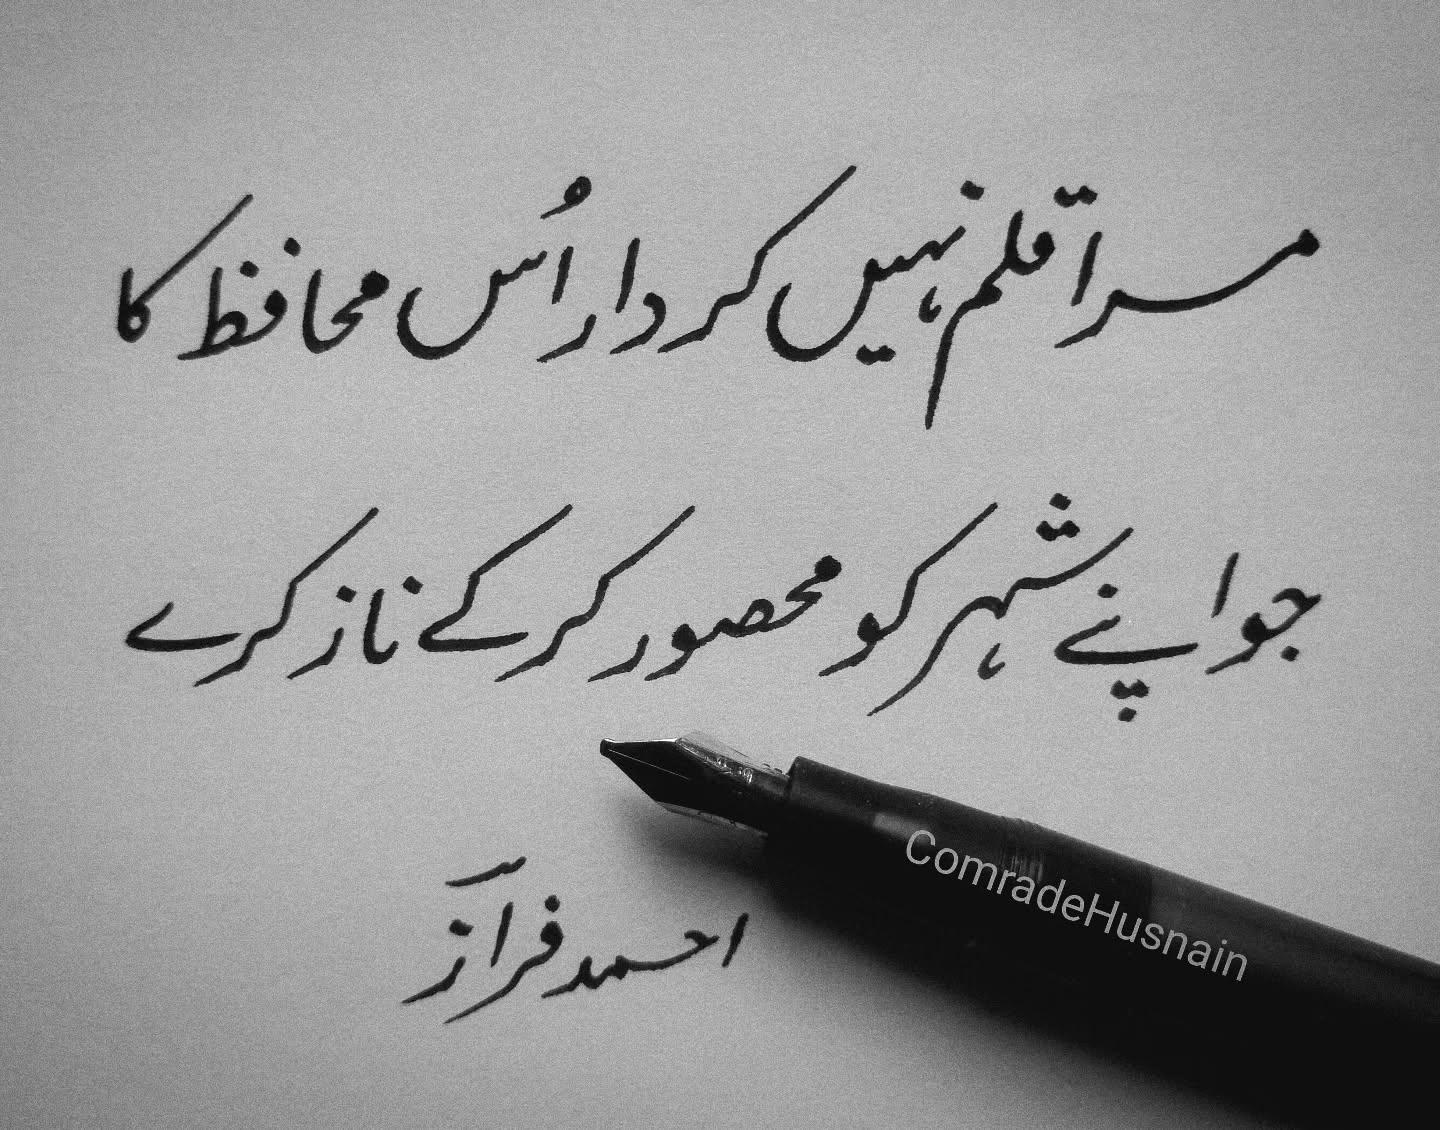 مرا قلم نہیں کردار اُس محافظ کا
جو اپنے شہر کو محصور کر کے ناز کرے
احمد فراز
ComradeHusnain